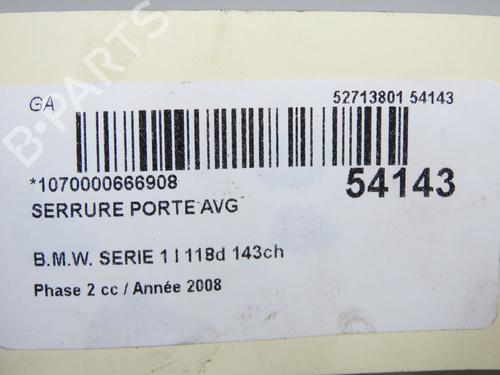 GA
52713801 54143
*1070000666908
54143
SERRURE PORTE AVG
B.M.W. SERIE 1 I 118d 143ch
Phase 2 cc / Année 2008
B-PARTS